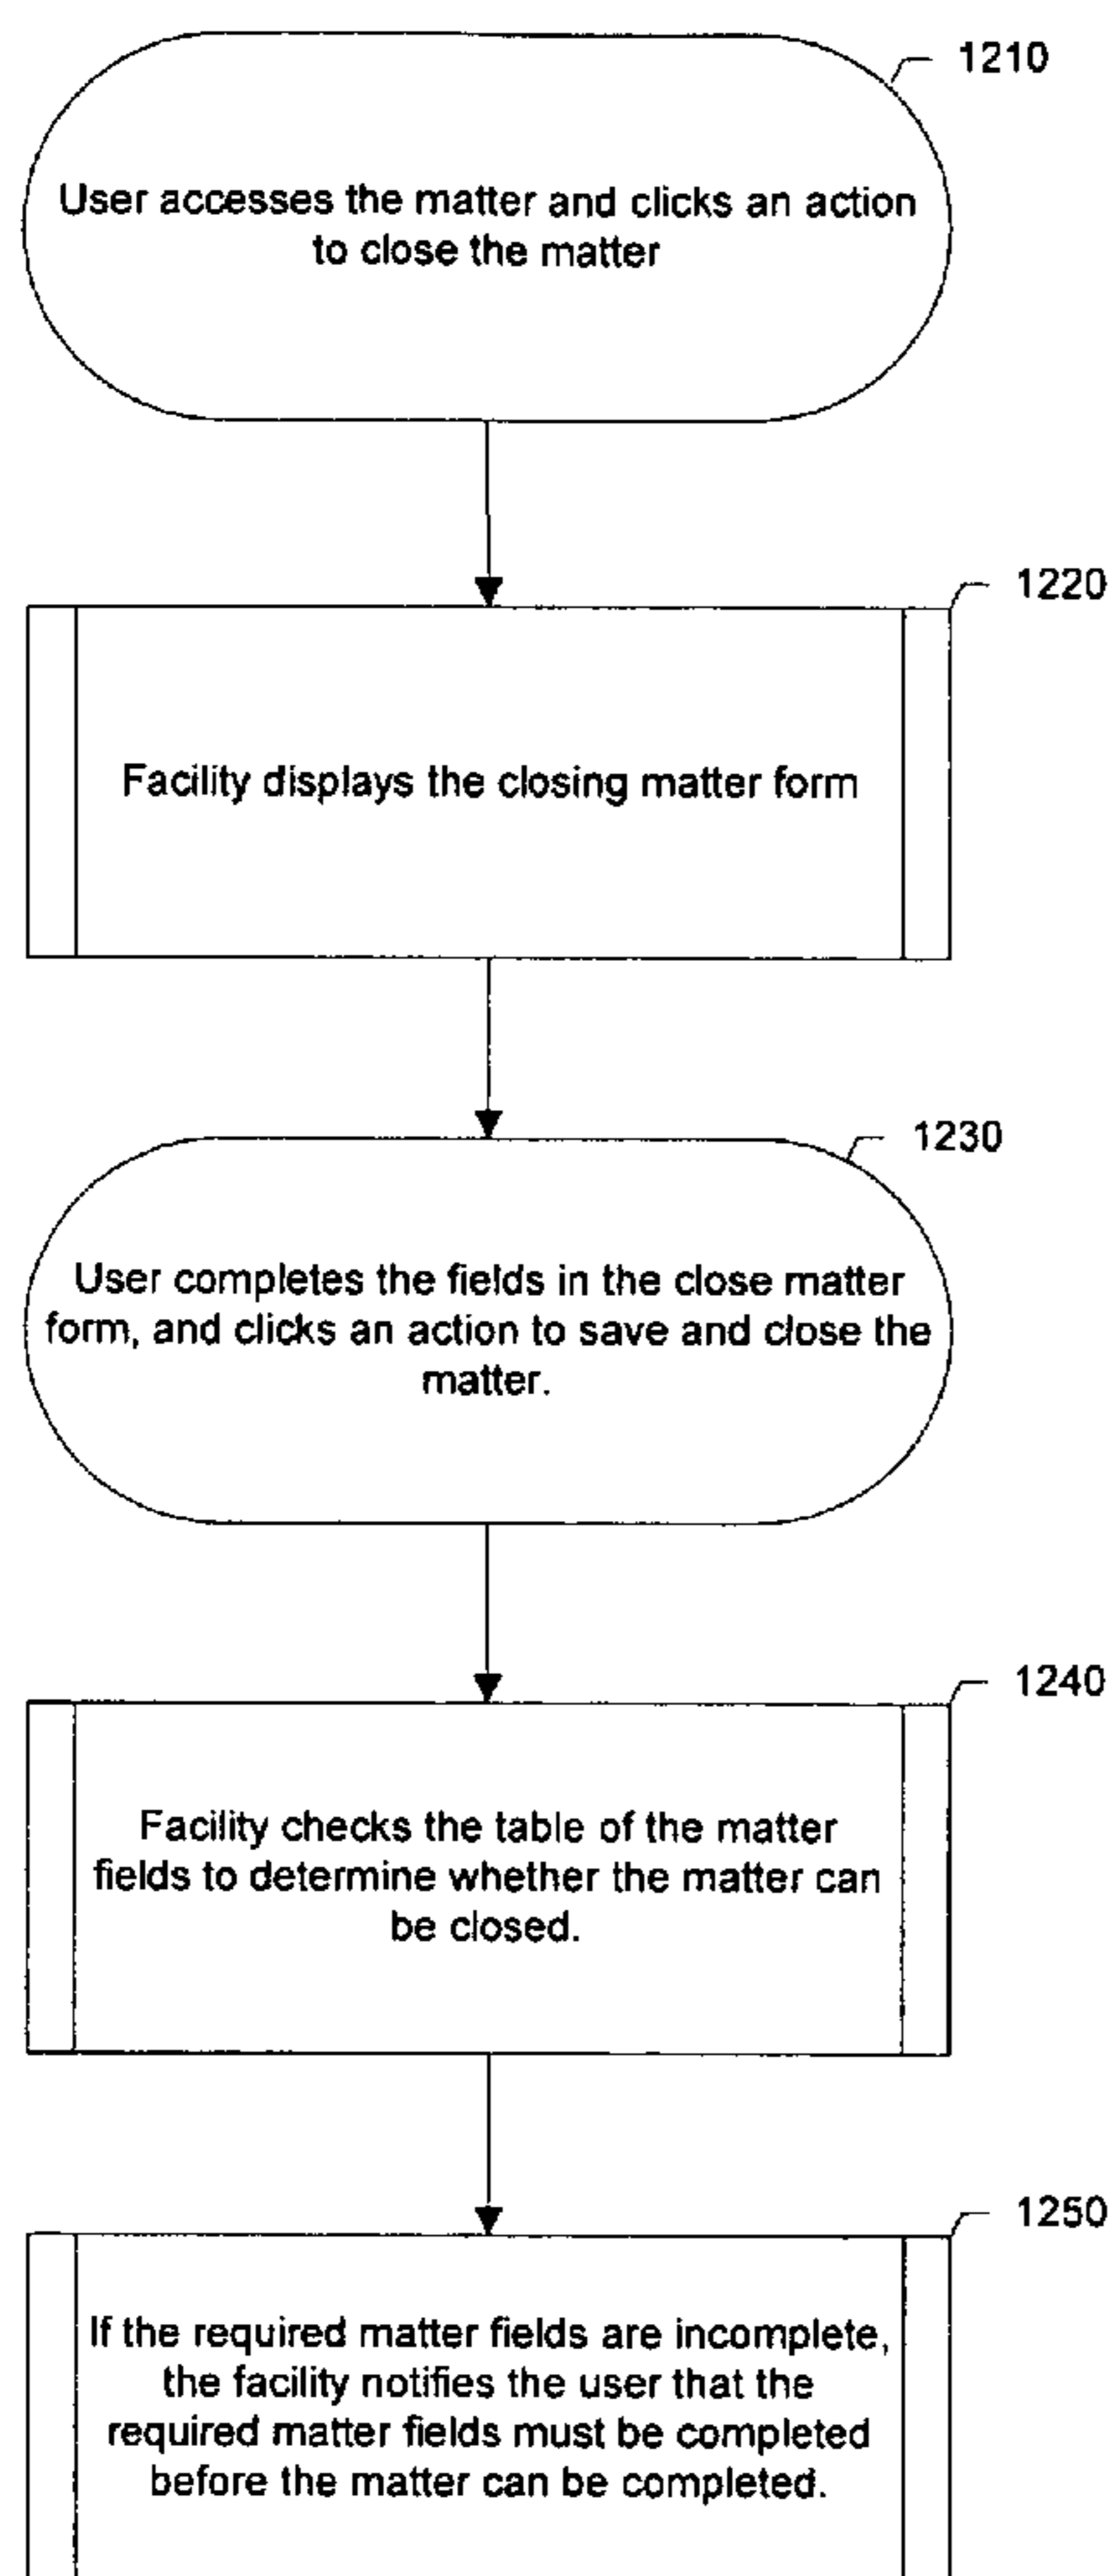 1210
User accesses the matter and clicks an action
to close the matter
1220
Facility displays the closing matter form
1230
User completes the fields in the close matter
form, and clicks an action to save and close the
matter.
1240
Facility checks the table of the matter
fields to determine whether the matter can
be closed.
1250
If the required matter fields are incomplete,
the facility notifies the user that the
required matter fields must be completed
before the matter can be completed.